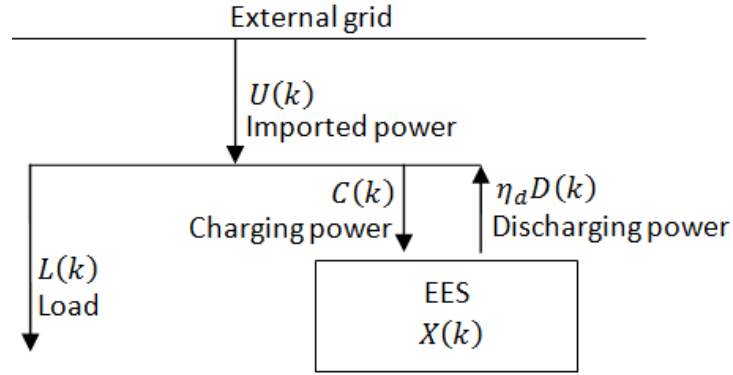 External grid
U(k)
Imported power
C(k)
Charging power
η_d D(k)
Discharging power
L(k)
Load
EES
X(k)